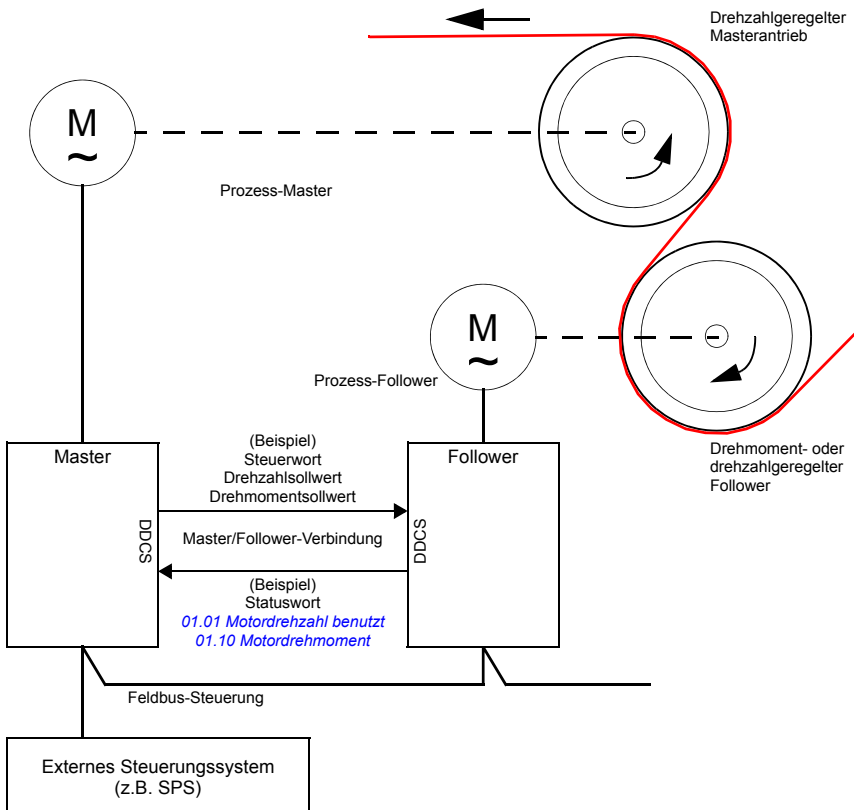 Drehzahlgeregelter
Masterantrieb
M
~
Prozess-Master
M
~
Prozess-Follower
Drehmoment- oder
drehzahlgeregelter
Follower
Master
(Beispiel)
Steuerwort
Drehzahlsollwert
Drehmomentsollwert
Follower
DDCS
Master/Follower-Verbindung
DDCS
(Beispiel)
Statuswort
01.01 Motordrehzahl benutzt
01.10 Motordrehmoment
Feldbus-Steuerung
Externes Steuerungssystem
(z.B. SPS)